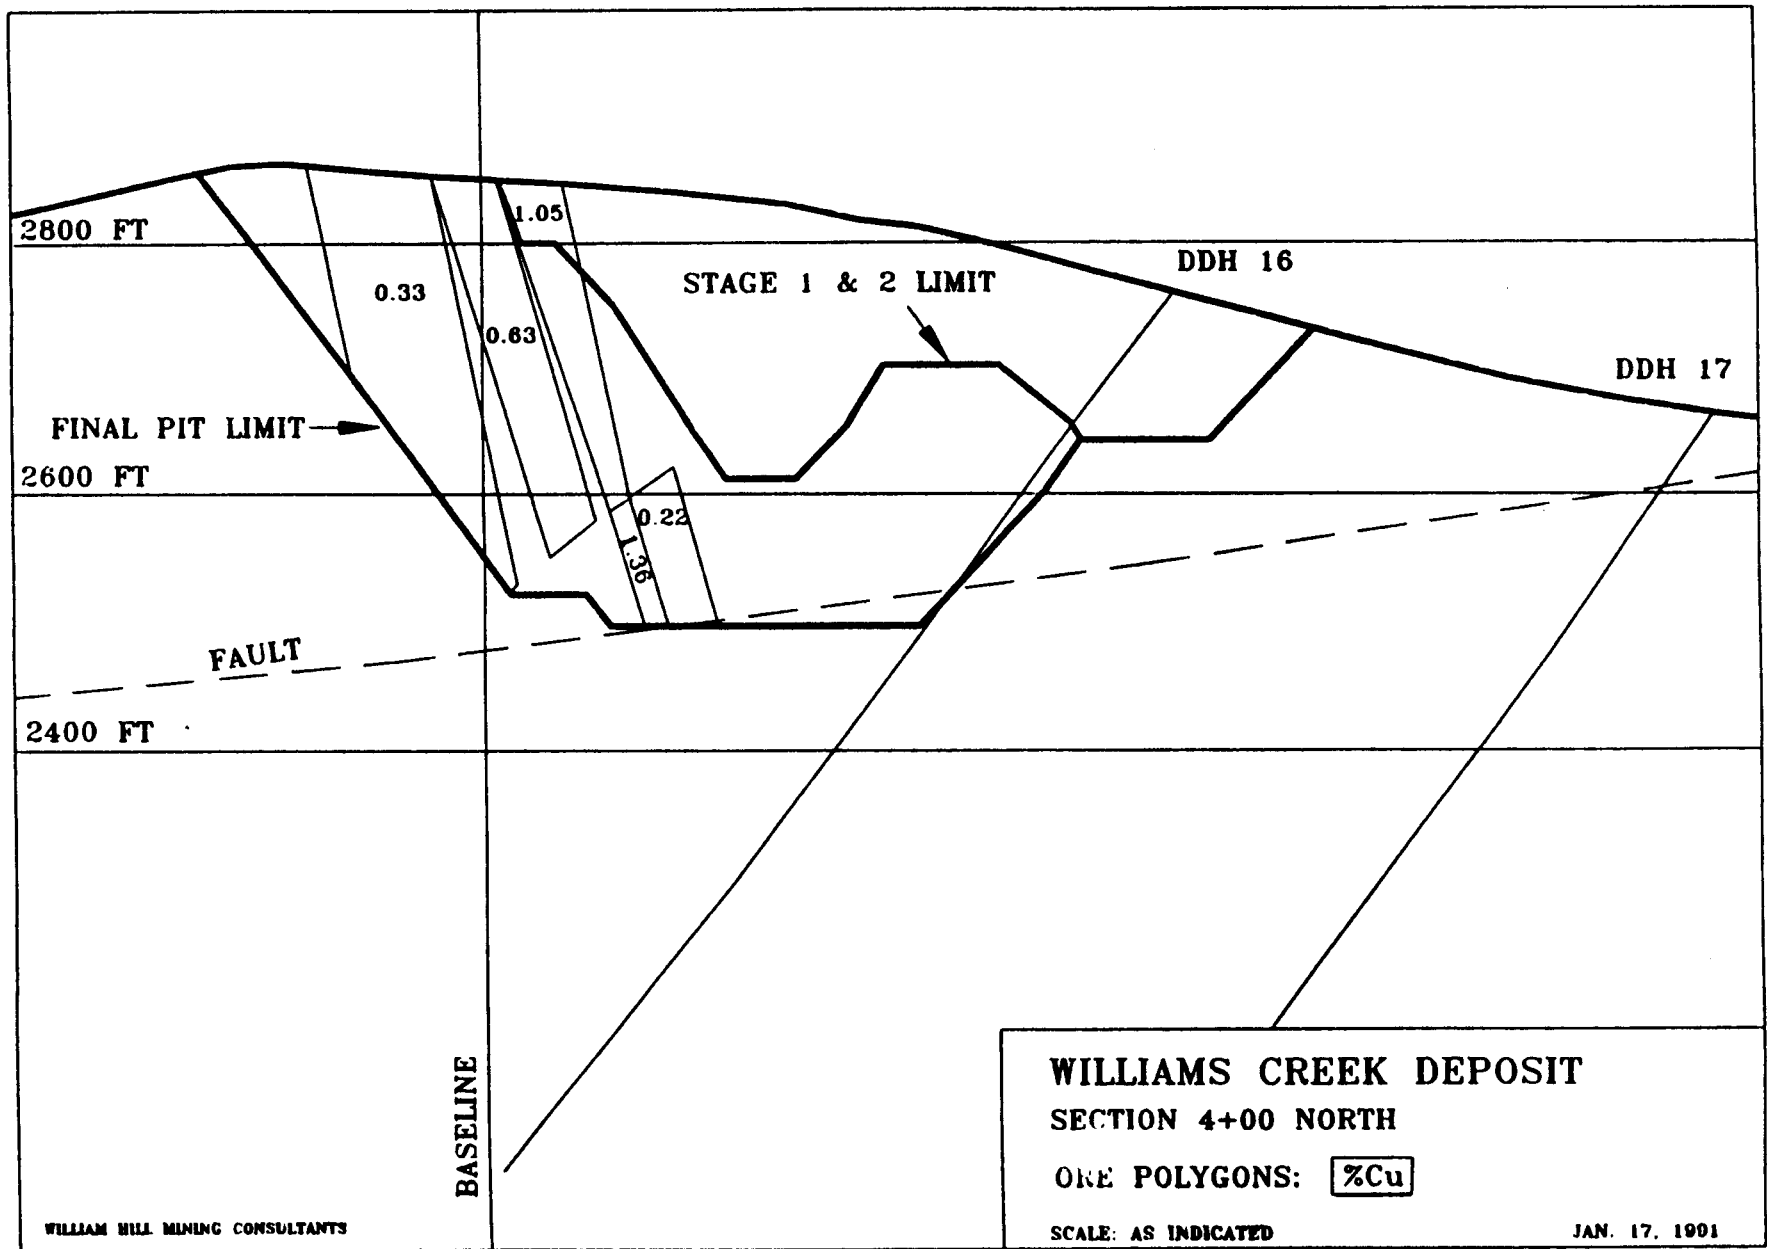 1.05
2800 FT
DDH 16
STAGE 1 & 2 LIMIT
0.33
0.63
DDH 17
FINAL PIT LIMIT
2600 FT
0.22
1.36
FAULT
2400 FT
BASELINE
WILLIAMS CREEK DEPOSIT
SECTION 4+00 NORTH
ORE POLYGONS: %Cu
SCALE: AS INDICATED
JAN. 17, 1991
WILLIAM HILL MINING CONSULTANTS